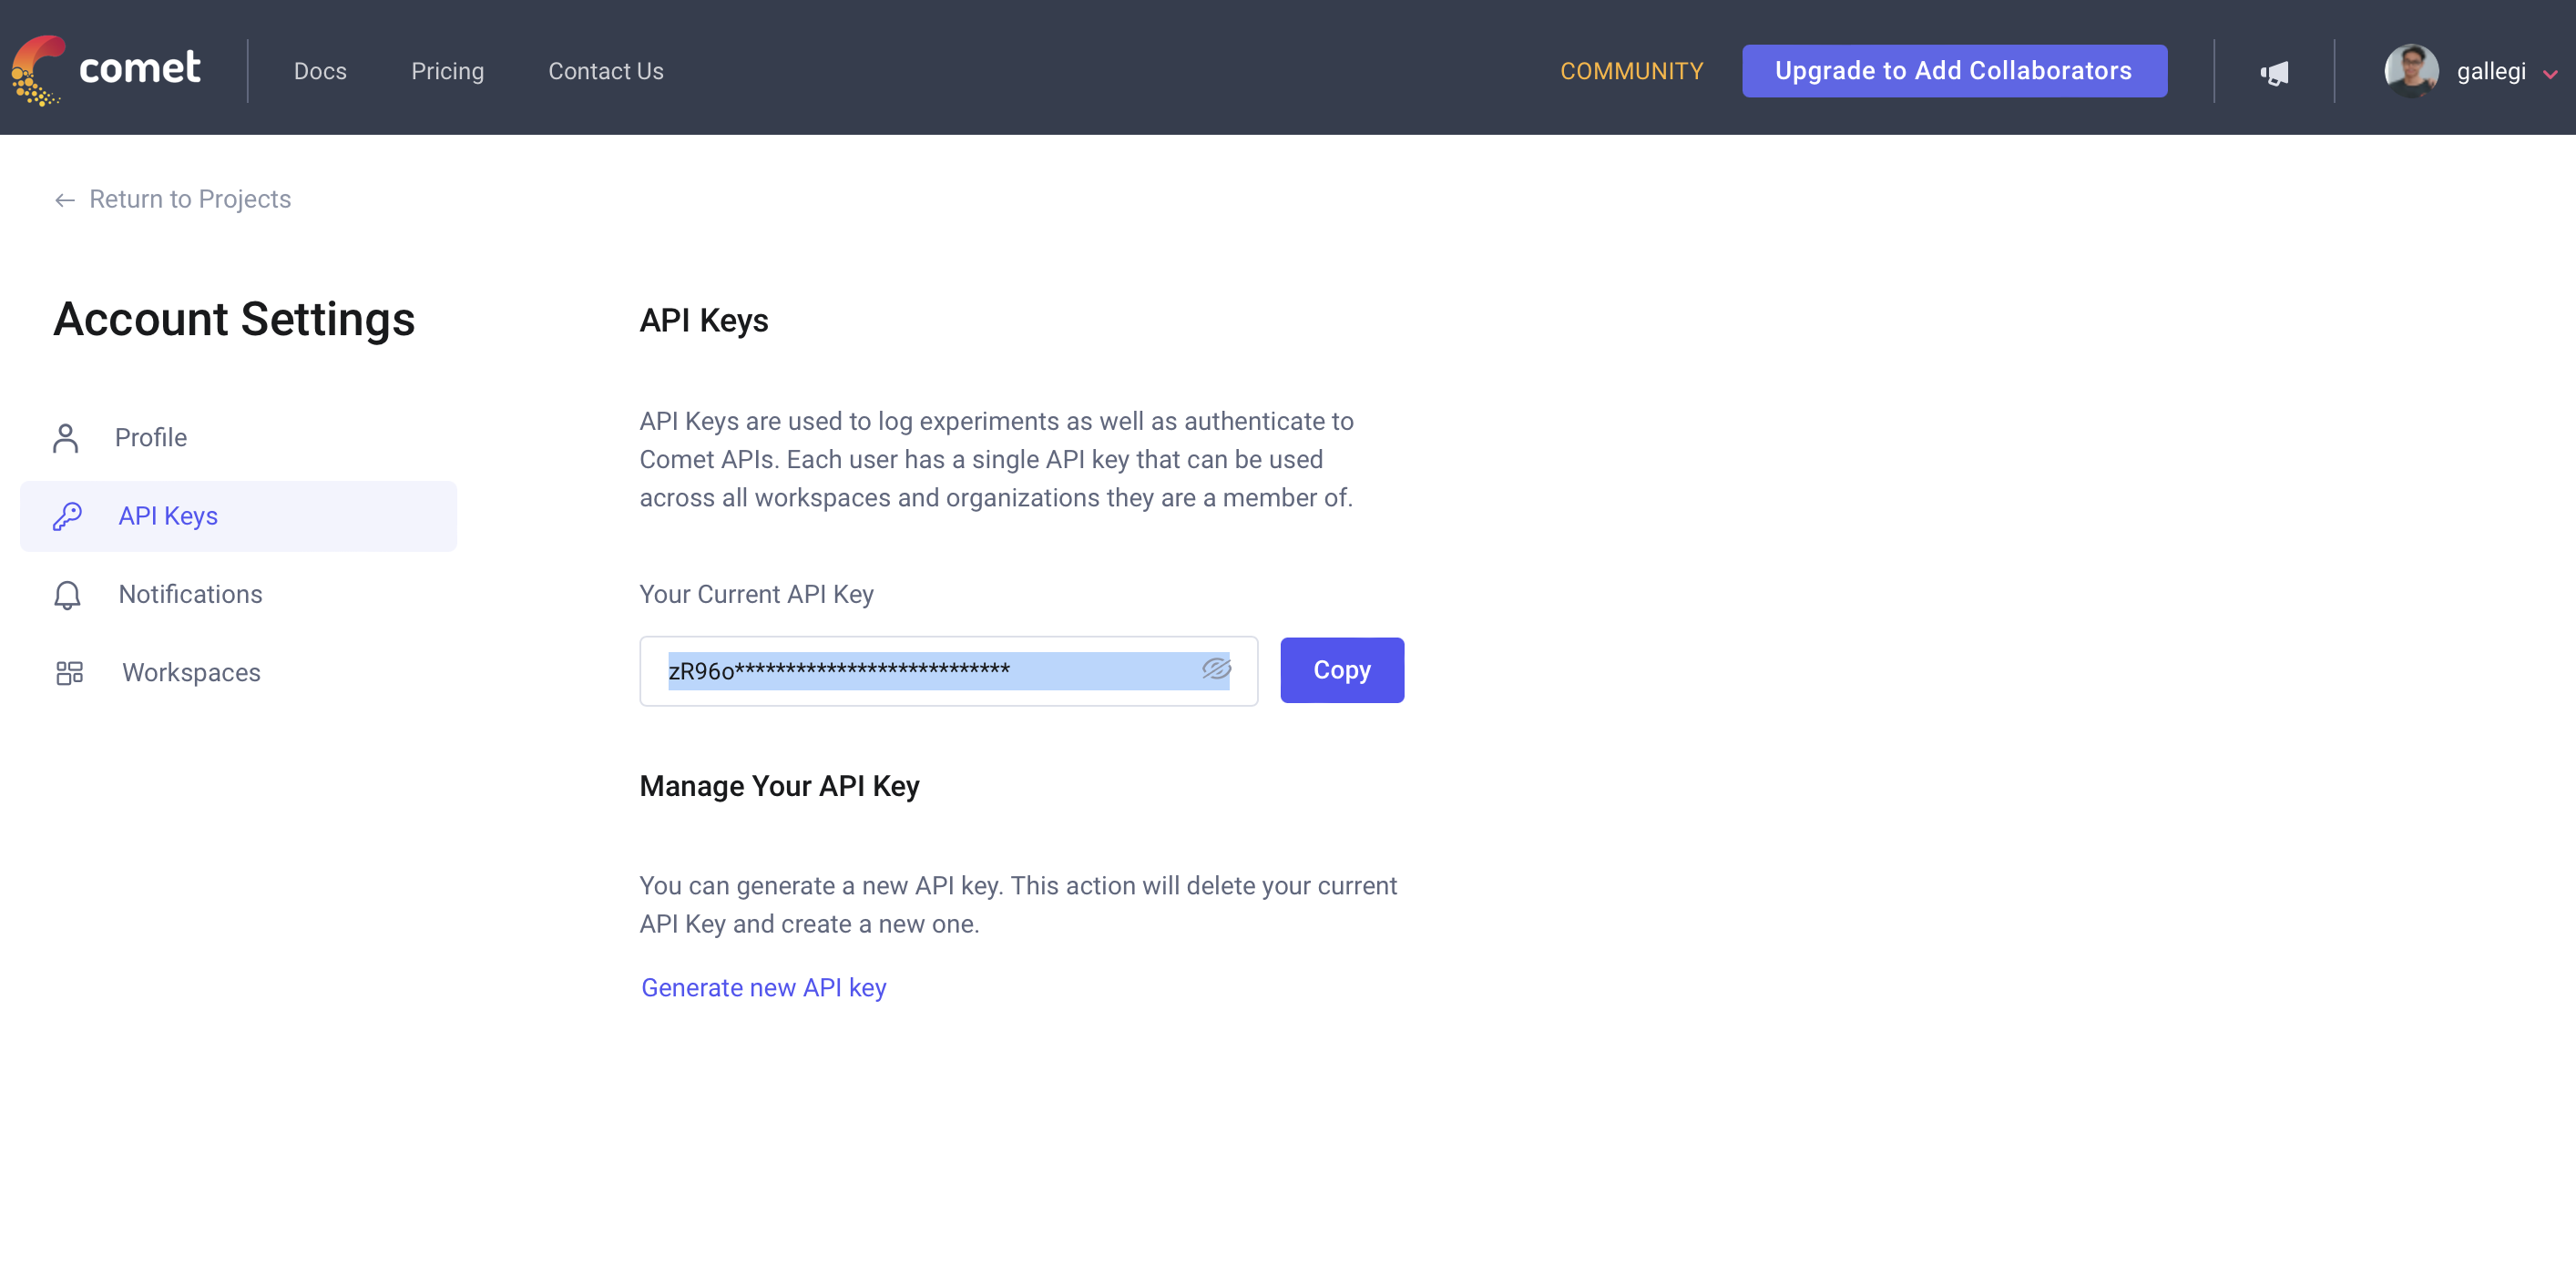 comet
Docs
Pricing
Contact Us
COMMUNITY
Upgrade to Add Collaborators
gallegi
← Return to Projects
Account Settings
Profile
API Keys
Notifications
Workspaces
API Keys
API Keys are used to log experiments as well as authenticate to
Comet APIs. Each user has a single API key that can be used
across all workspaces and organizations they are a member of.
Your Current API Key
zR96o***************************
Copy
Manage Your API Key
You can generate a new API key. This action will delete your current
API Key and create a new one.
Generate new API key